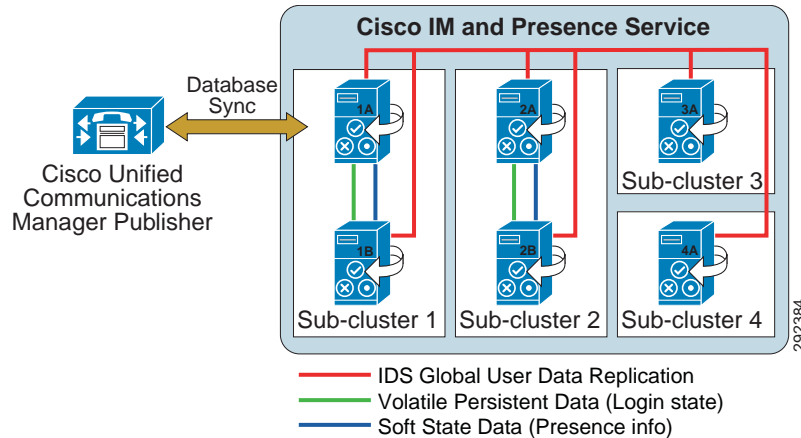 Cisco IM and Presence Service
Database
Sync
Cisco Unified
Communications
Manager Publisher
1A
2A
3A
Sub-cluster 3
1B
2B
4A
Sub-cluster 1
Sub-cluster 2
Sub-cluster 4
292384
IDS Global User Data Replication
Volatile Persistent Data (Login state)
Soft State Data (Presence info)